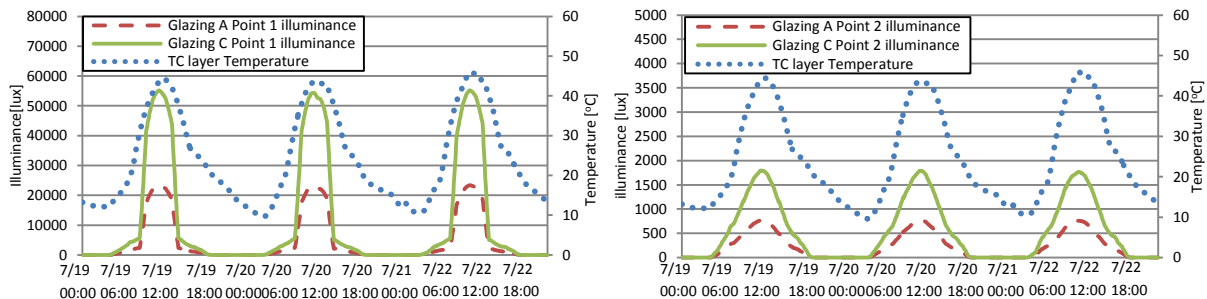 80000
70000
60000
50000
40000
30000
20000
10000
0
Illuminance[lux]
Glazing A Point 1 illuminance
Glazing C Point 1 illuminance
TC layer Temperature
60
50
40
30
20
10
0
Temperature [°C]
7/19 7/19 7/19 7/19 7/20 7/20 7/20 7/20 7/21 7/22 7/22 7/22
00:00 06:00 12:00 18:00 00:00 06:00 12:00 18:00 00:00 06:00 12:00 18:00
5000
4500
4000
3500
3000
2500
2000
1500
1000
500
0
illuminance [lux]
Glazing A Point 2 illuminance
Glazing C Point 2 illuminance
TC layer Temperature
60
50
40
30
20
10
0
Temperature [°C]
7/19 7/19 7/19 7/19 7/20 7/20 7/20 7/20 7/21 7/22 7/22 7/22
00:00 06:00 12:00 18:00 00:00 06:00 12:00 18:00 00:00 06:00 12:00 18:00